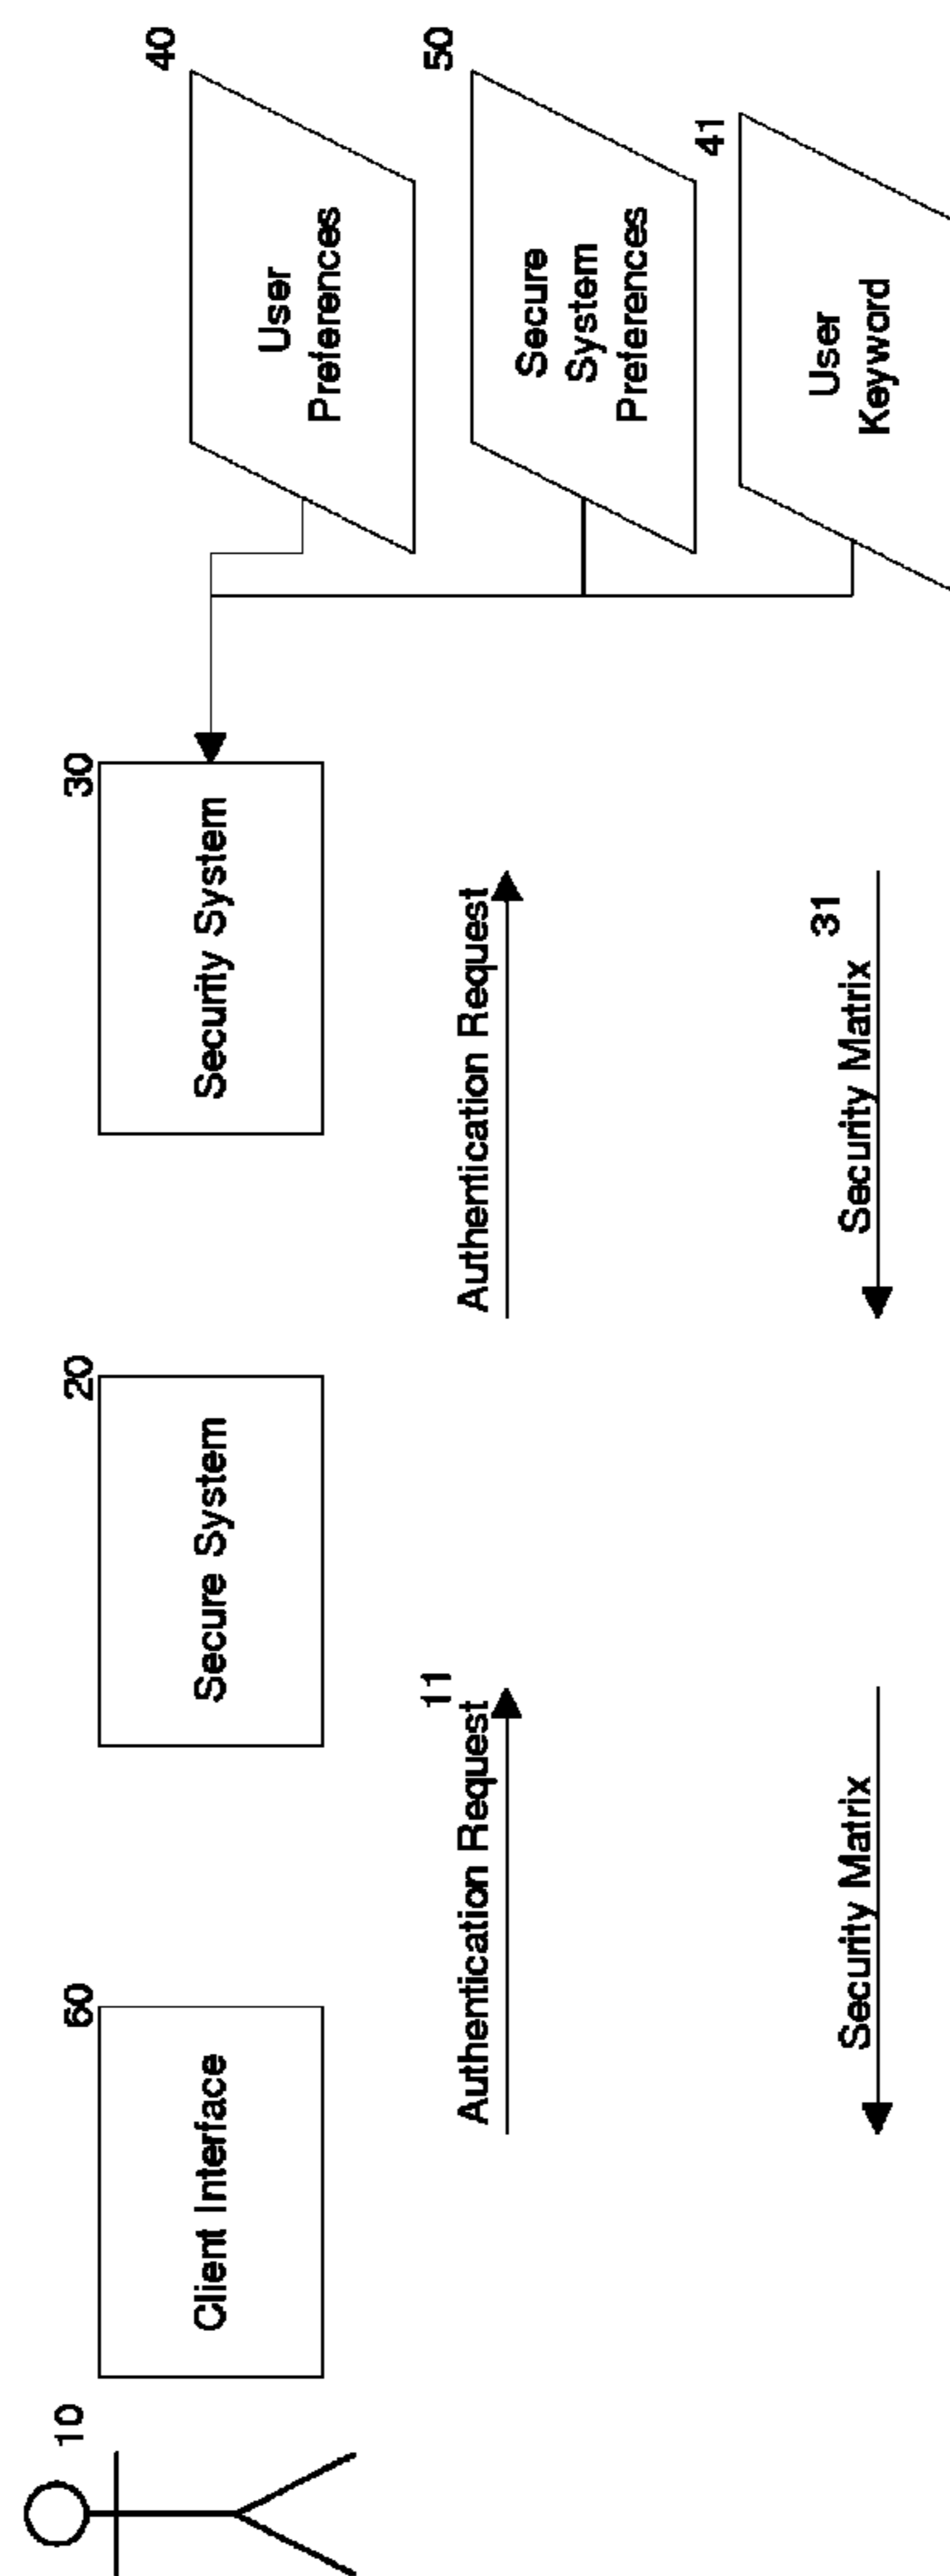 10
60
Client Interface
20
Secure System
30
Security System
40
User
Preferences
11
Authentication Request
Authentication Request
50
Secure
System
Preferences
41
User
Keyword
Security Matrix
31
Security Matrix